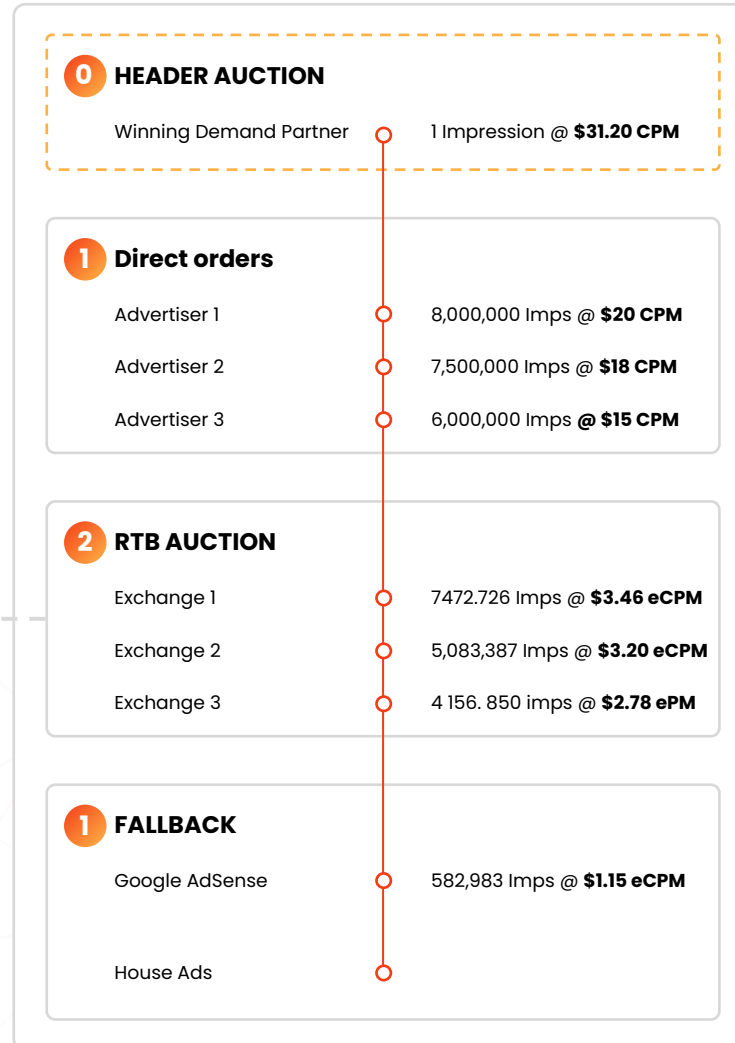 0 HEADER AUCTION
Winning Demand Partner 1 Impression @ $31.20 CPM
1 Direct orders
Advertiser 1 8,000,000 Imps @ $20 CPM
Advertiser 2 7,500,000 Imps @ $18 CPM
Advertiser 3 6,000,000 Imps @ $15 CPM
2 RTB AUCTION
Exchange 1 7472.726 Imps @ $3.46 eCPM
Exchange 2 5,083,387 Imps @ $3.20 eCPM
Exchange 3 4 156. 850 imps @ $2.78 ePM
1 FALLBACK
Google AdSense 582,983 Imps @ $1.15 eCPM
House Ads